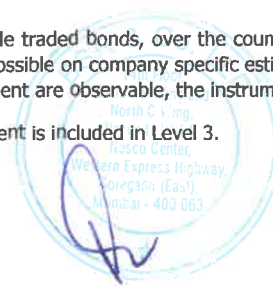 le traded bonds, over the coun
ossible on company specific esti
ent are observable, the instrum
North C Wing,
ent is included in Level 3.
Nesco Center,
Western Express Highway,
Goregaon (East),
Mumbai - 400 063